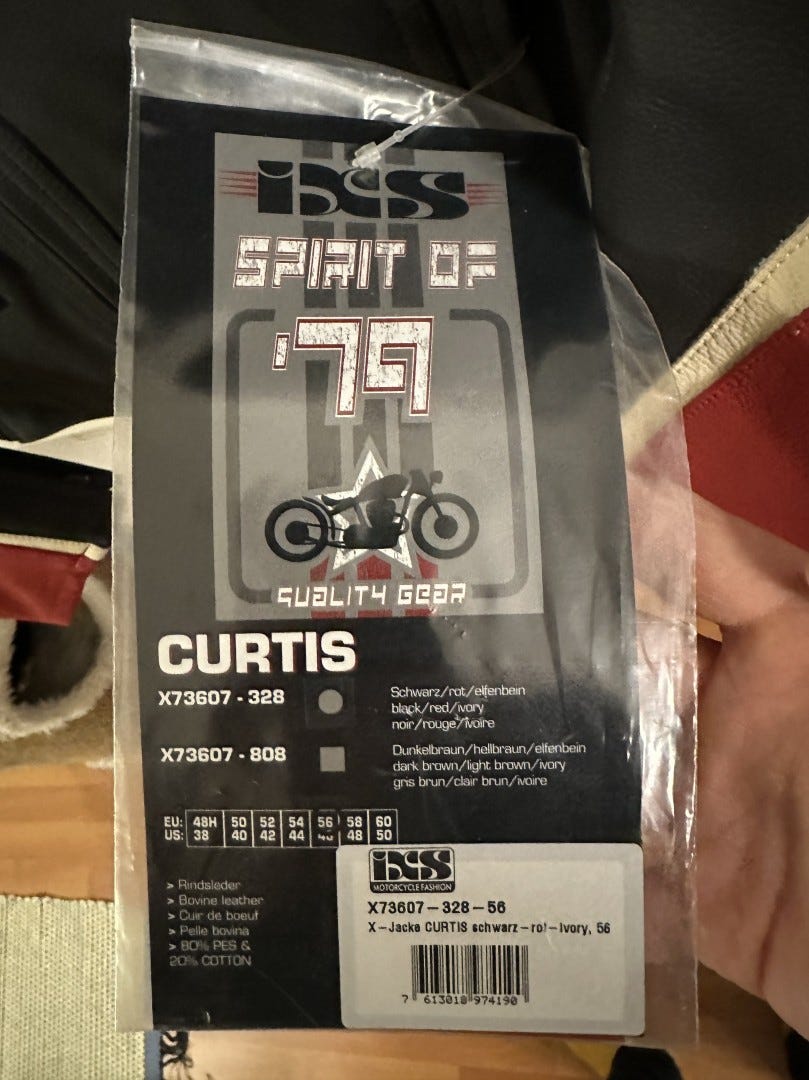 iXS
SPIRIT OF
'79
QUALITY GEAR
CURTIS
X73607 - 328
Schwarz/rot/elfenbein
black/red/ivory
noir/rouge/ivoire
X73607 - 808
Dunkelbraun/hellbraun/elfenbein
dark brown/light brown/ivory
gris brun/clair brun/ivoire
EU: 48H 50 52 54 56 58 60
US: 38 40 42 44 46 48 50
> Rindsleder
> Bovine leather
> Cuir de boeuf
> Pelle bovina
> 80% PES &
20% COTTON
iXS
MOTORCYCLE FASHION
X73607-328-56
X-Jacke CURTIS schwarz-rot-ivory, 56
7 613018 974190